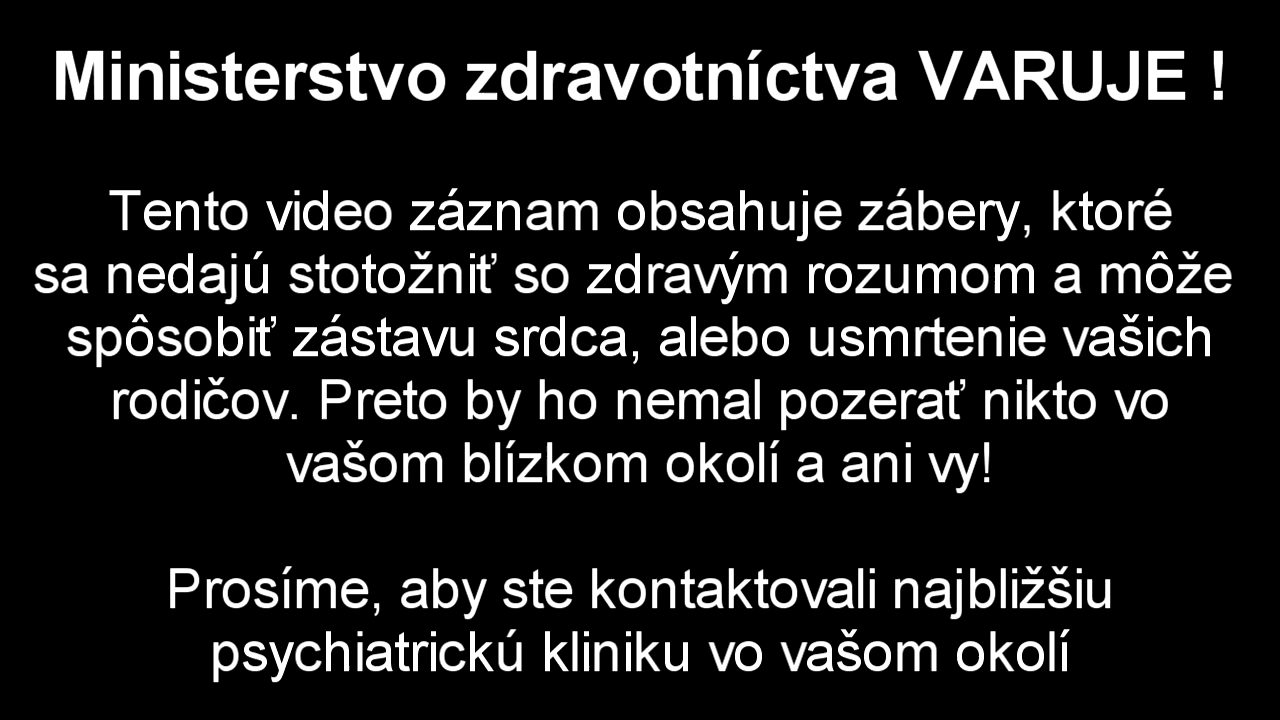 Ministerstvo zdravotníctva VARUJE !
Tento video záznam obsahuje zábery, ktoré
sa nedajú stotožniť so zdravým rozumom a môže
spôsobiť zástavu srdca, alebo usmrtenie vašich
rodičov. Preto by ho nemal pozerať nikto vo
vašom blízkom okolí a ani vy!
Prosíme, aby ste kontaktovali najbližšiu
psychiatrickú kliniku vo vašom okolí